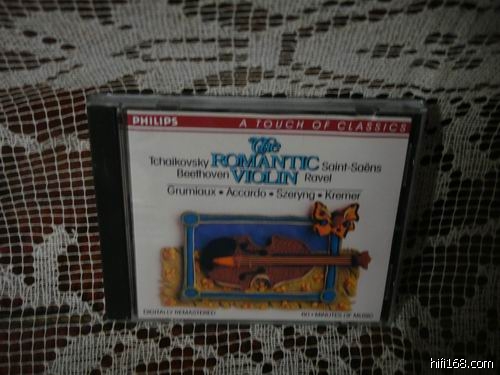 PHILIPS A TOUCH OF CLASSICS
The
Tchaikovsky ROMANTIC Saint-Saëns
Beethoven VIOLIN Ravel
Grumiaux • Accardo • Szeryng • Kremer
DIGITALLY REMASTERED 60+ MINUTES OF MUSIC
hifi168.com